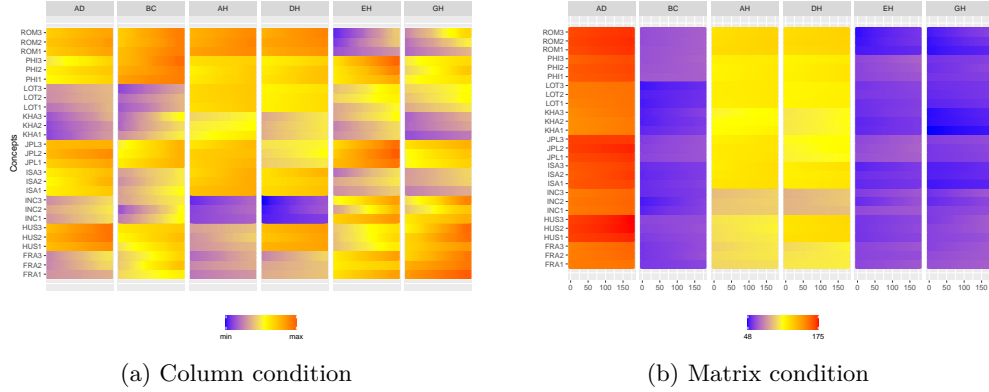 AD BC AH DH EH GH
Concepts
ROM3
ROM2
ROM1
PHI3
PHI2
PHI1
LOT3
LOT2
LOT1
KHA3
KHA2
KHA1
JPL3
JPL2
JPL1
ISA3
ISA2
ISA1
INC3
INC2
INC1
HUS3
HUS2
HUS1
FRA3
FRA2
FRA1
min max
(a) Column condition
AD BC AH DH EH GH
ROM3
ROM2
ROM1
PHI3
PHI2
PHI1
LOT3
LOT2
LOT1
KHA3
KHA2
KHA1
JPL3
JPL2
JPL1
ISA3
ISA2
ISA1
INC3
INC2
INC1
HUS3
HUS2
HUS1
FRA3
FRA2
FRA1
0 50 100 150 0 50 100 150 0 50 100 150 0 50 100 150 0 50 100 150 0 50 100 150
48 175
(b) Matrix condition